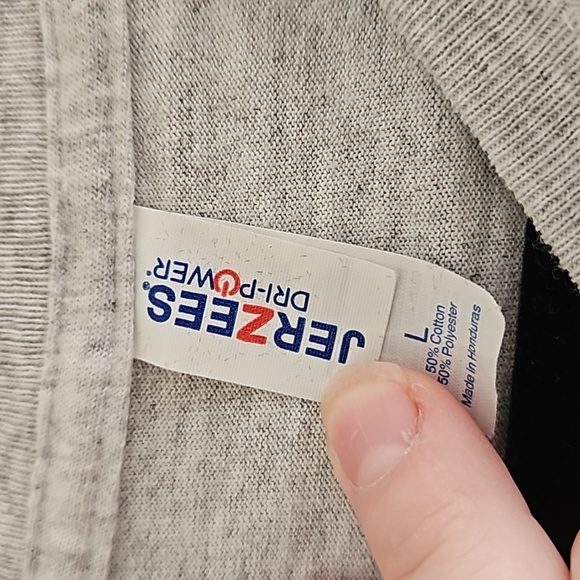 JERZEES®
DRI-POWER®
L
50% Cotton
50% Polyester
Made in Honduras